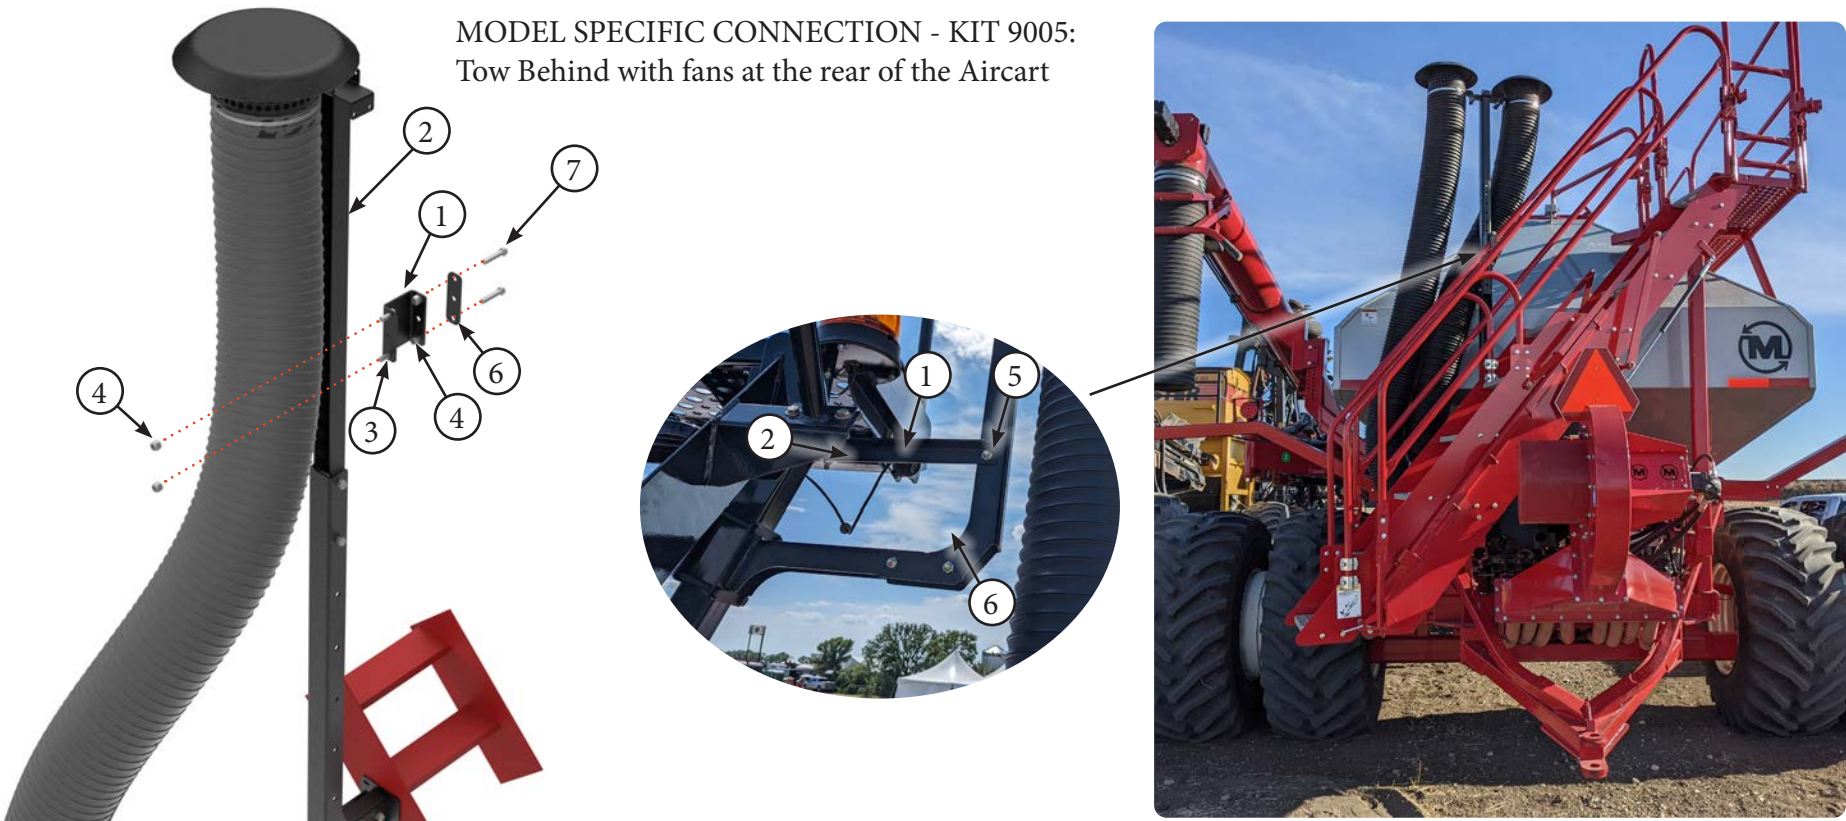 MODEL SPECIFIC CONNECTION - KIT 9005:
Tow Behind with fans at the rear of the Aircart
2
7
1
6
4
3
4
1
5
2
6
M
M
M